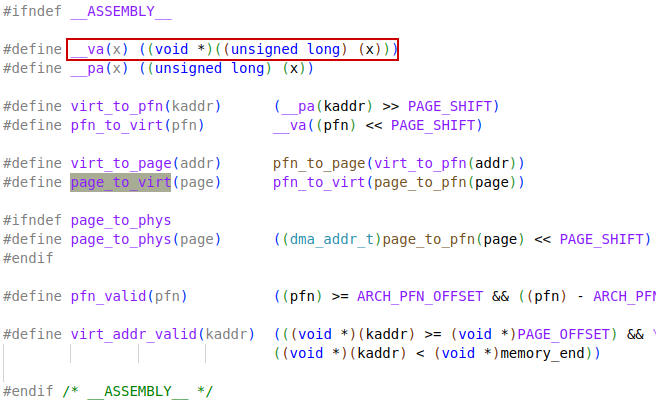 #ifndef __ASSEMBLY__
#define __va(x) ((void *)((unsigned long) (x)))
#define __pa(x) ((unsigned long) (x))
#define virt_to_pfn(kaddr) (__pa(kaddr) >> PAGE_SHIFT)
#define pfn_to_virt(pfn) __va((pfn) << PAGE_SHIFT)
#define virt_to_page(addr) pfn_to_page(virt_to_pfn(addr))
#define page_to_virt(page) pfn_to_virt(page_to_pfn(page))
#ifndef page_to_phys
#define page_to_phys(page) ((dma_addr_t)page_to_pfn(page) << PAGE_SHIFT)
#endif
#define pfn_valid(pfn) ((pfn) >= ARCH_PFN_OFFSET && ((pfn) - ARCH_PFN
#define virt_addr_valid(kaddr) (((void *)(kaddr) >= (void *)PAGE_OFFSET) && \
((void *)(kaddr) < (void *)memory_end))
#endif /* __ASSEMBLY__ */